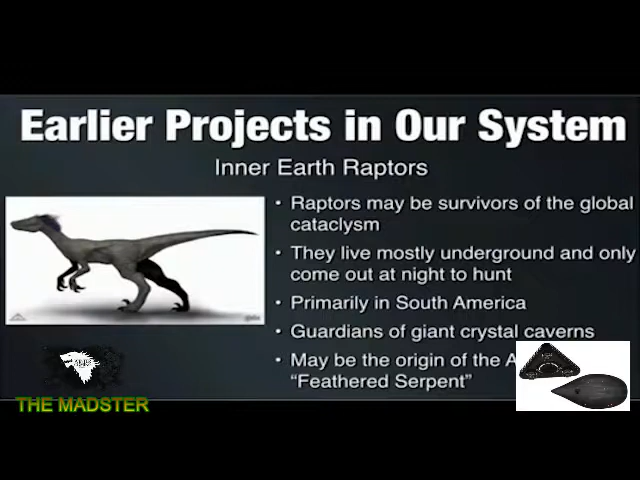 Earlier Projects in Our System
Inner Earth Raptors
• Raptors may be survivors of the global
cataclysm
• They live mostly underground and only
come out at night to hunt
• Primarily in South America
• Guardians of giant crystal caverns
• May be the origin of the A
"Feathered Serpent"
THE MADSTER